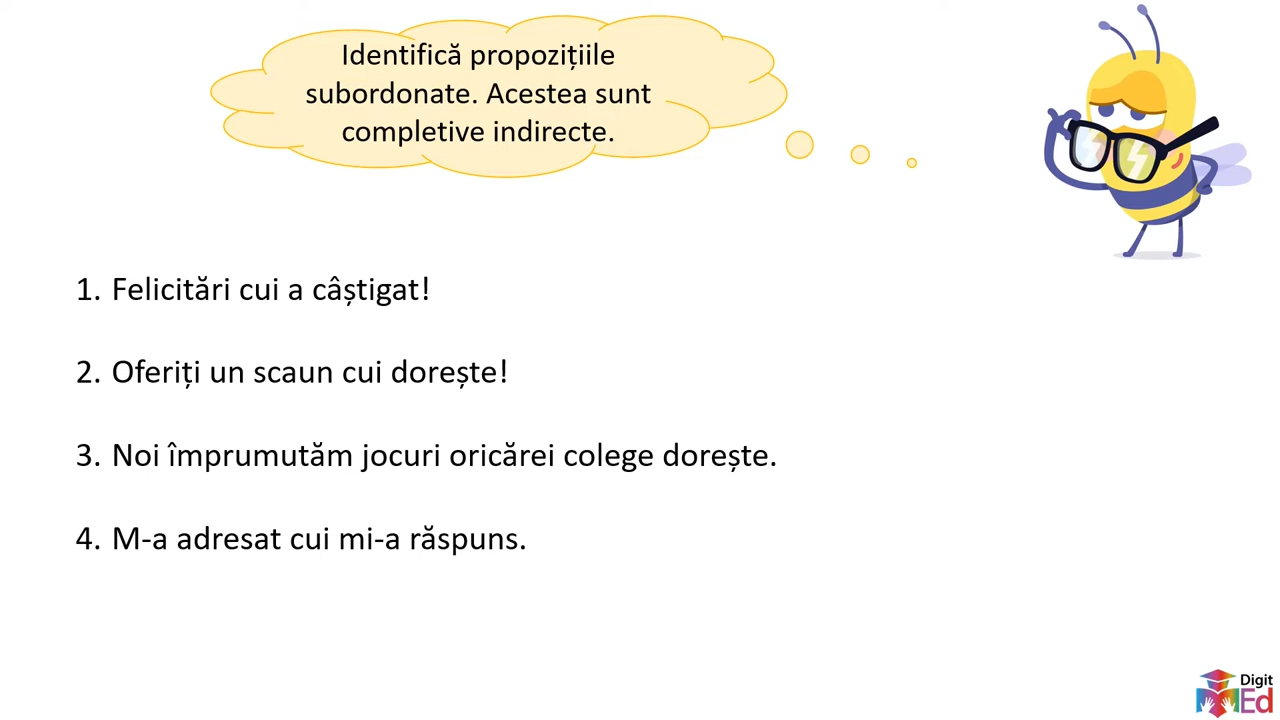 Identifică propozițiile
subordonate. Acestea sunt
completive indirecte.
1. Felicitări cui a câștigat!
2. Oferiți un scaun cui dorește!
3. Noi împrumutăm jocuri oricărei colege dorește.
4. M-a adresat cui mi-a răspuns.
Digit
Ed